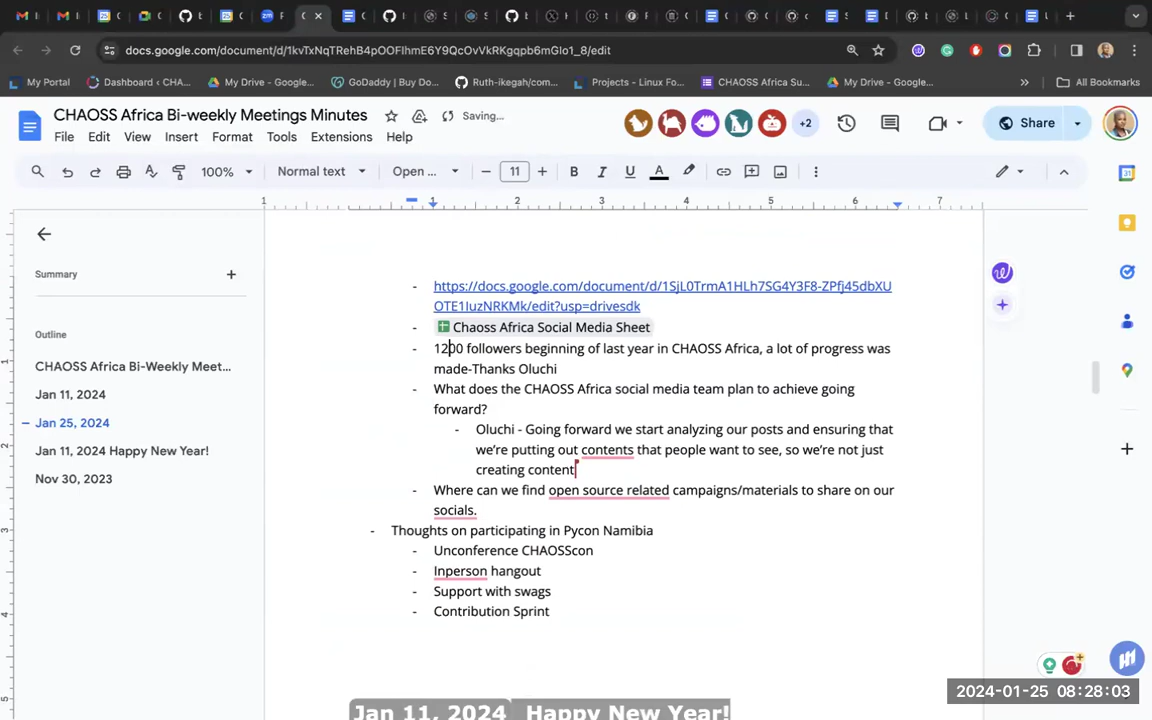 docs.google.com/document/d/1kvTxNqTRehB4pOOFIhmE6Y9QcOvVkRKgqpb6mGIo1_8/edit
My Portal
Dashboard ‹ CHA...
My Drive - Google...
GoDaddy | Buy Do...
Ruth-ikegah/com...
Projects - Linux Fo...
CHAOSS Africa Su...
My Drive - Google...
»
All Bookmarks
CHAOSS Africa Bi-weekly Meetings Minutes
Saving...
+2
Share
File Edit View Insert Format Tools Extensions Help
100%
Normal text
Open ...
− 11 +
B I U A
1 1 2 3 4 5 6 7
Summary
Outline
CHAOSS Africa Bi-Weekly Meet...
Jan 11, 2024
Jan 25, 2024
Jan 11, 2024 Happy New Year!
Nov 30, 2023
- https://docs.google.com/document/d/1SjL0TrmA1HLh7SG4Y3F8-ZPfj45dbXU
OTE1IuzNRKMk/edit?usp=drivesdk
- Chaoss Africa Social Media Sheet
- 1200 followers beginning of last year in CHAOSS Africa, a lot of progress was
made-Thanks Oluchi
- What does the CHAOSS Africa social media team plan to achieve going
forward?
- Oluchi - Going forward we start analyzing our posts and ensuring that
we're putting out contents that people want to see, so we're not just
creating content
- Where can we find open source related campaigns/materials to share on our
socials.
- Thoughts on participating in Pycon Namibia
- Unconference CHAOSScon
- Inperson hangout
- Support with swags
- Contribution Sprint
Jan 11, 2024 Happy New Year!
2024-01-25 08:28:03